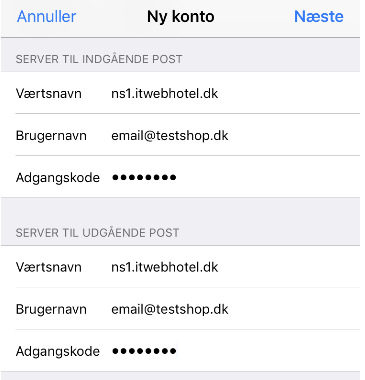 Annuller Ny konto Næste
SERVER TIL INDGÅENDE POST
Værtsnavn ns1.itwebhotel.dk
Brugernavn email@testshop.dk
Adgangskode ●●●●●●●●
SERVER TIL UDGÅENDE POST
Værtsnavn ns1.itwebhotel.dk
Brugernavn email@testshop.dk
Adgangskode ●●●●●●●●